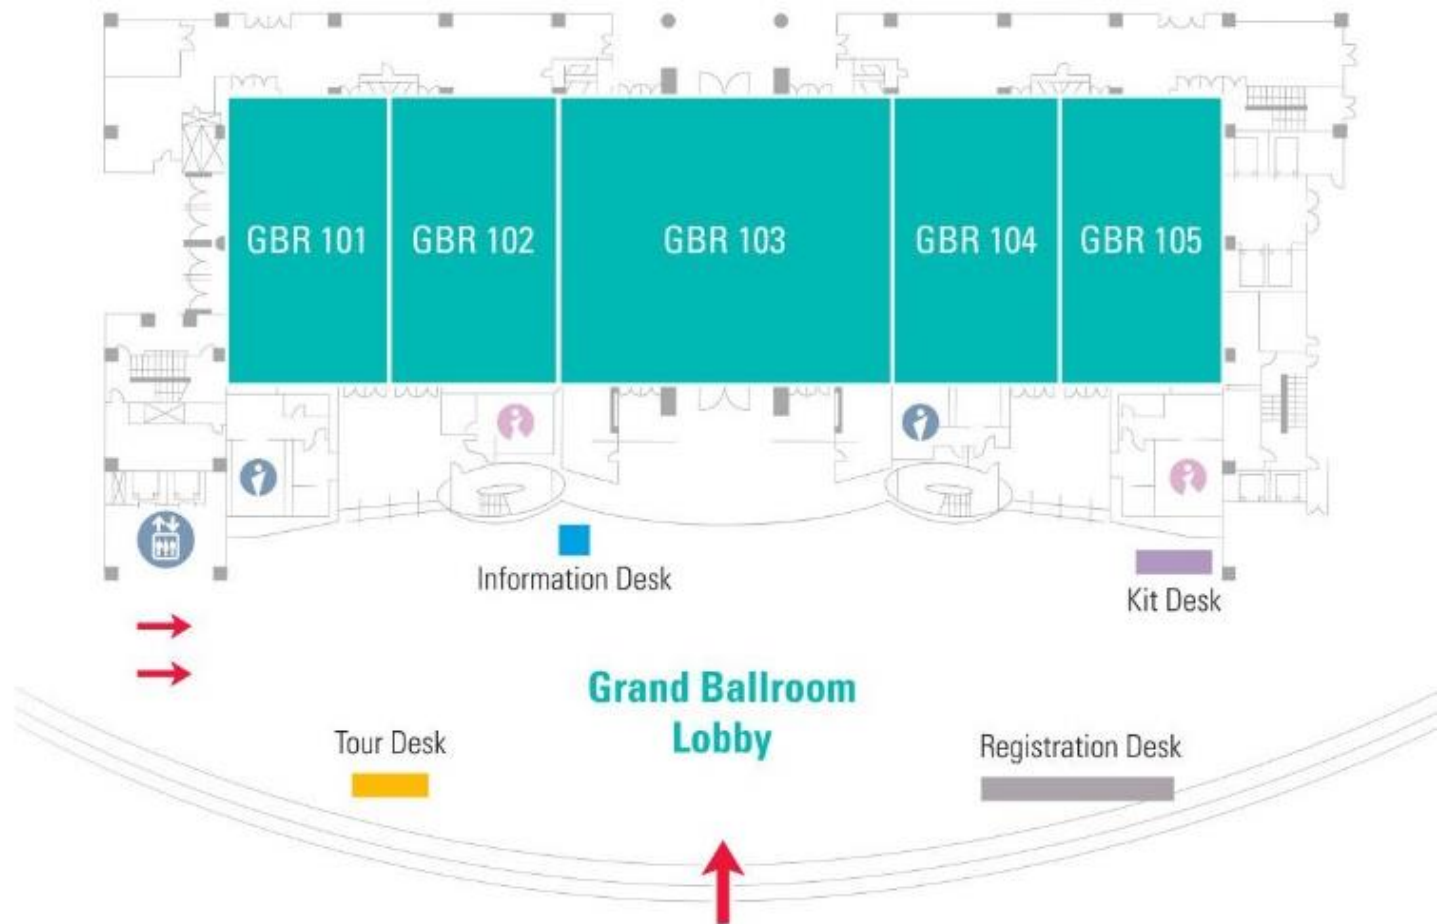 GBR 101
GBR 102
GBR 103
GBR 104
GBR 105
Information Desk
Kit Desk
Grand Ballroom
Lobby
Tour Desk
Registration Desk